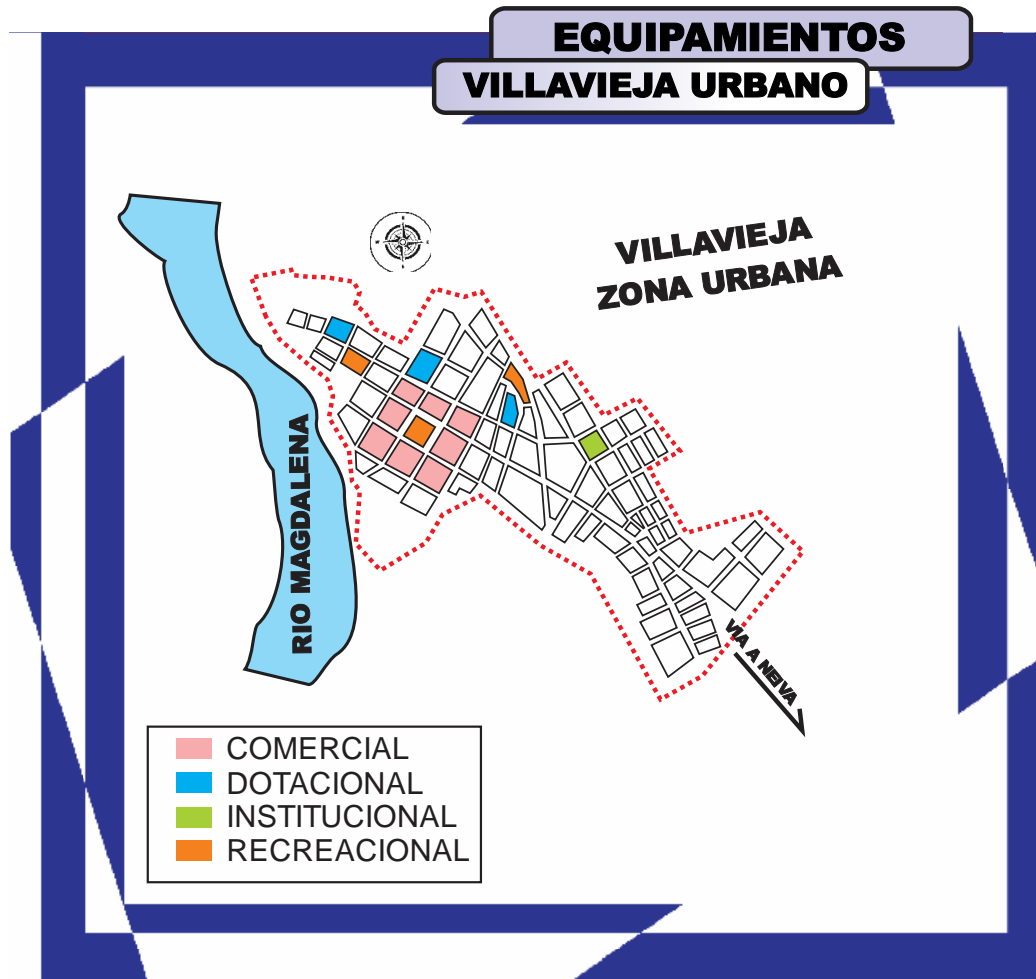 EQUIPAMIENTOS
VILLAVIEJA URBANO
VILLAVIEJA
ZONA URBANA
RIO MAGDALENA
VIA A NEIVA
COMERCIAL
DOTACIONAL
INSTITUCIONAL
RECREACIONAL